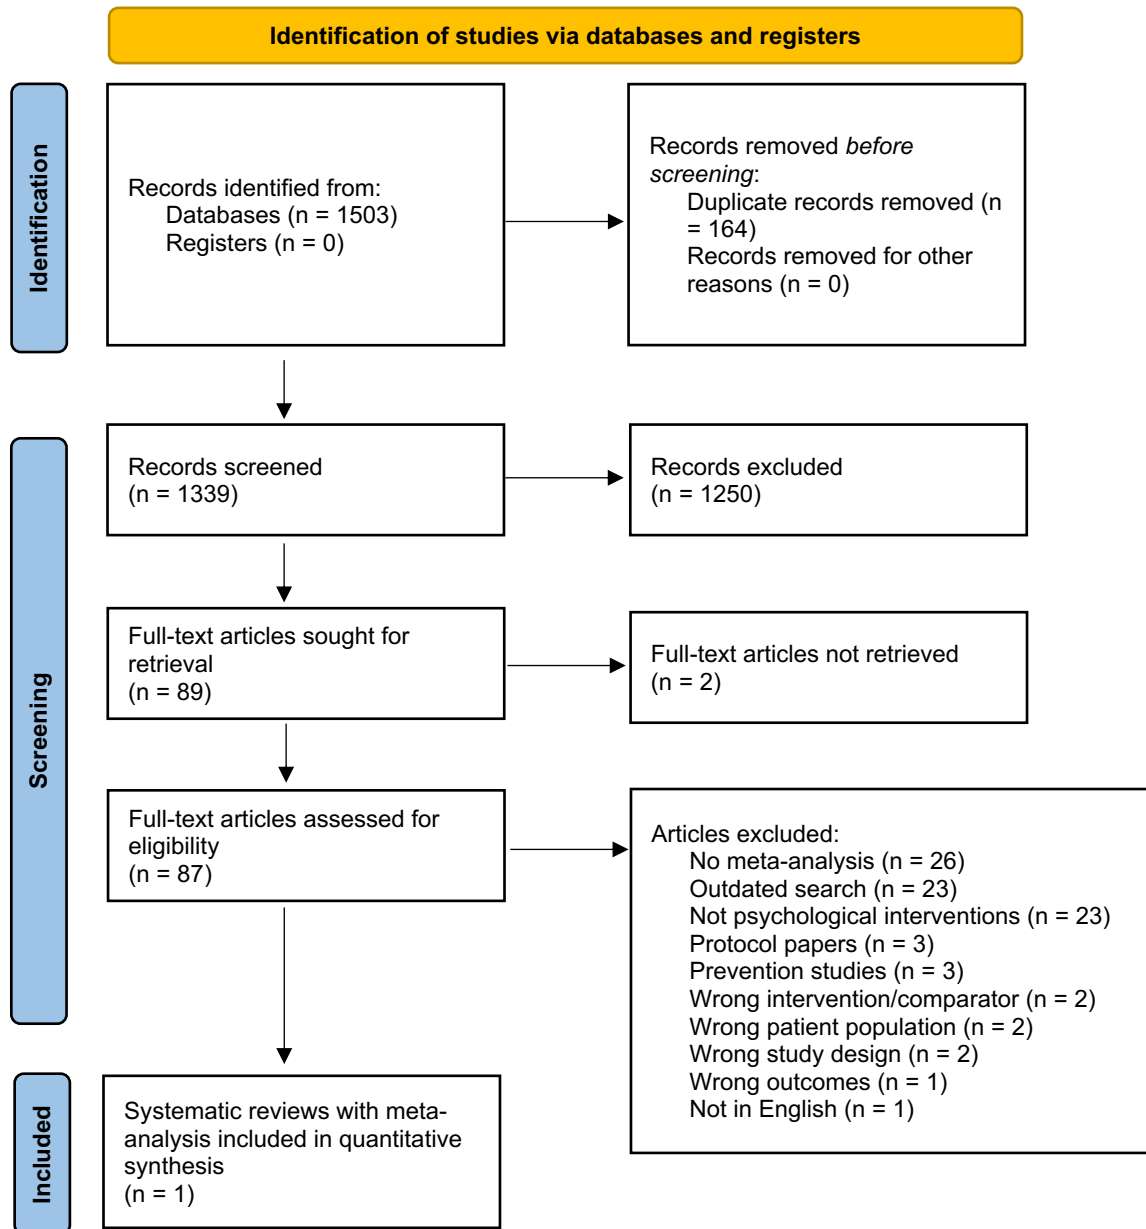 Identification of studies via databases and registers
Identification
Records identified from:
Databases (n = 1503)
Registers (n = 0)
Records removed before
screening:
Duplicate records removed (n
= 164)
Records removed for other
reasons (n = 0)
Screening
Records screened
(n = 1339)
Records excluded
(n = 1250)
Full-text articles sought for
retrieval
(n = 89)
Full-text articles not retrieved
(n = 2)
Full-text articles assessed for
eligibility
(n = 87)
Articles excluded:
No meta-analysis (n = 26)
Outdated search (n = 23)
Not psychological interventions (n = 23)
Protocol papers (n = 3)
Prevention studies (n = 3)
Wrong intervention/comparator (n = 2)
Wrong patient population (n = 2)
Wrong study design (n = 2)
Wrong outcomes (n = 1)
Not in English (n = 1)
Included
Systematic reviews with meta-
analysis included in quantitative
synthesis
(n = 1)